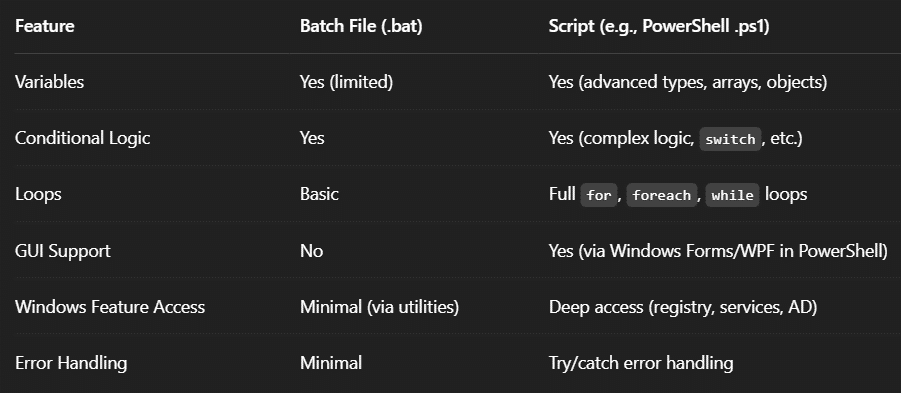 Feature Batch File (.bat) Script (e.g., PowerShell .ps1)
Variables Yes (limited) Yes (advanced types, arrays, objects)
Conditional Logic Yes Yes (complex logic, switch, etc.)
Loops Basic Full for, foreach, while loops
GUI Support No Yes (via Windows Forms/WPF in PowerShell)
Windows Feature Access Minimal (via utilities) Deep access (registry, services, AD)
Error Handling Minimal Try/catch error handling